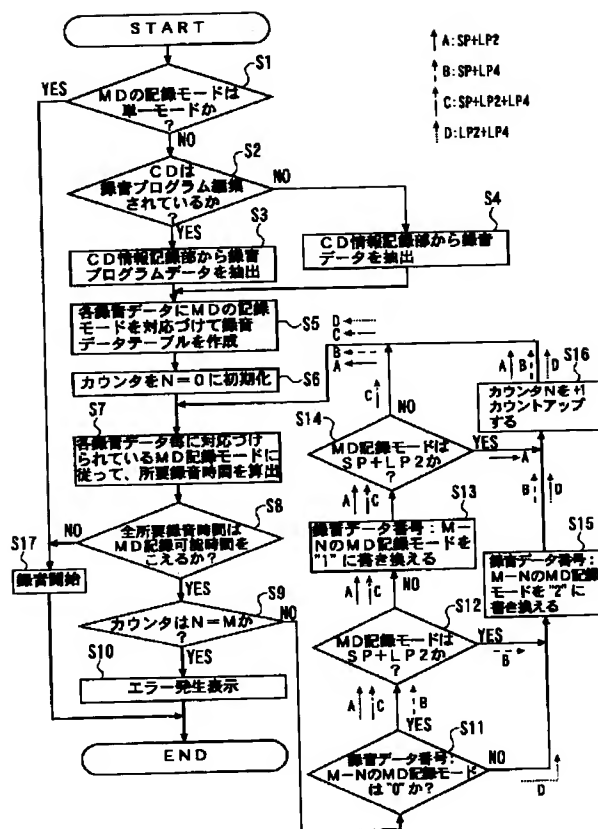 START
A:SP+LP2
B:SP+LP4
C:SP+LP2+LP4
D:LP2+LP4
S1
YES
MDの記録モードは
単一モードか
?
NO
S2
CDは
録音プログラム編集
されているか
?
NO
YES
S3
CD情報記録部から録音
プログラムデータを抽出
S4
CD情報記録部から録音
データを抽出
各録音データにMDの記録
モードを対応づけて録音
データテーブルを作成
S5
カウンタをN=0に初期化
S6
S7
各録音データ部に対応づけ
られているMD記録モードに
従って、所要録音時間を算出
S8
全所要録音時間は
MD記録可能時間を
こえるか?
NO
YES
S17
録音開始
S9
カウンタはN=Mか
?
NO
YES
S10
エラー発生表示
END
D
C
B
A
S16
A
B
D
カウンタNを+1
カウントアップ
する
C
NO
S14
MD記録モードは
SP+LP2か
?
YES
A
B
D
A
C
S13
録音データ番号:M-
NのMD記録モードを
"1"に書き換える
S15
録音データ番号:
M-NのMD記録
モードを"2"に
書き換える
A
C
NO
S12
MD記録モードは
SP+LP2か
?
YES
B
A
C
B
YES
S11
録音データ番号:
M-NのMD記録モード
は"0"か?
NO
D